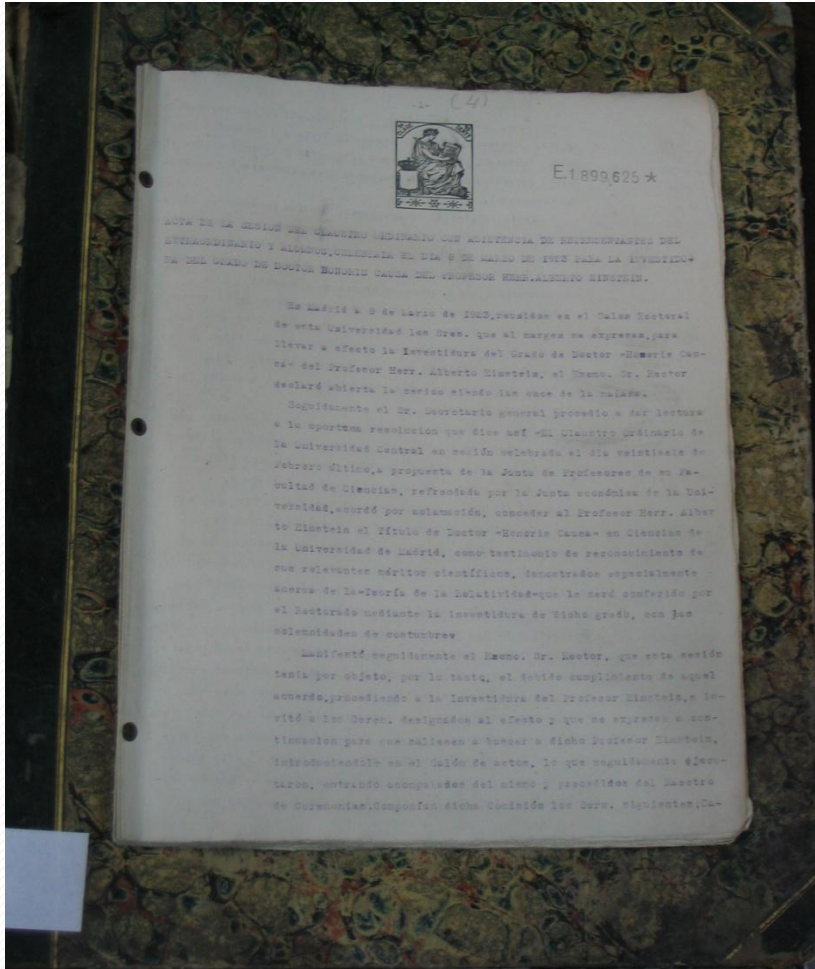 -1- (4)
E.1.899,625 *
ACTA DE LA SESION DEL CLAUSTRO ORDINARIO CON ASISTENCIA DE REPRESENTANTES DEL
EXTRAORDINARIO Y ALUMNOS,CELEBRADA EL DIA 8 DE MARZO DE 1923 PARA LA INVESTIDU-
RA DEL GRADO DE DOCTOR HONORIS CAUSA DEL PROFESOR HERR.ALBERTO EINSTEIN.
En Madrid a 8 de Marzo de 1923,reunidos en el Salon Rectoral
de esta Universidad los Sres. que al margen se expresan,para
llevar a efecto la Investidura del Grado de Doctor "Honoris Cau-
sa" del Profesor Herr. Alberto Einstein, el Excmo. Sr. Rector
declaró abierta la sesion siendo las once de la mañana.
Seguidamente el Sr. Secretario general procedio a dar lectura
a la oportuna resolucion que dice así "El Claustro Ordinario de
la Universidad Central en sesión celebrada el día veintiseis de
Febrero último,a propuesta de la Junta de Profesores de su Fa-
cultad de Ciencias, refrendada por la Junta económica de la Uni-
versidad,acordó por aclamación, conceder al Profesor Herr. Alber
to Einstein el Título de Doctor "Honoris Causa" en Ciencias de
la Universidad de Madrid, como testimonio de reconocimiento de
sus relevantes méritos científicos, demostrados especialmente
acerca de la"Teoría de la Relatividad"que le será conferido por
el Rectorado mediante la investidura de dicho grado, con las
solemnidades de costumbre"
Manifestó seguidamente el Excmo. Sr. Rector, que esta sesión
tenia por objeto, por lo tanto, el debido cumplimiento de aquel
acuerdo,procediendo a la Investidura del Profesor Einstein,e in-
vitó a los Sores. designados al efecto y que se expresan a con-
tinuacion para que saliesen a buscar a dicho Profesor Einstein,
introduciendole en el Salón de actos, lo que seguidamente ejecu-
taron, entrando acompañados del mismo y precedidos del Maestro
de Ceremonias.Componían dicha Comisión los Sers. siguientes:Ca-